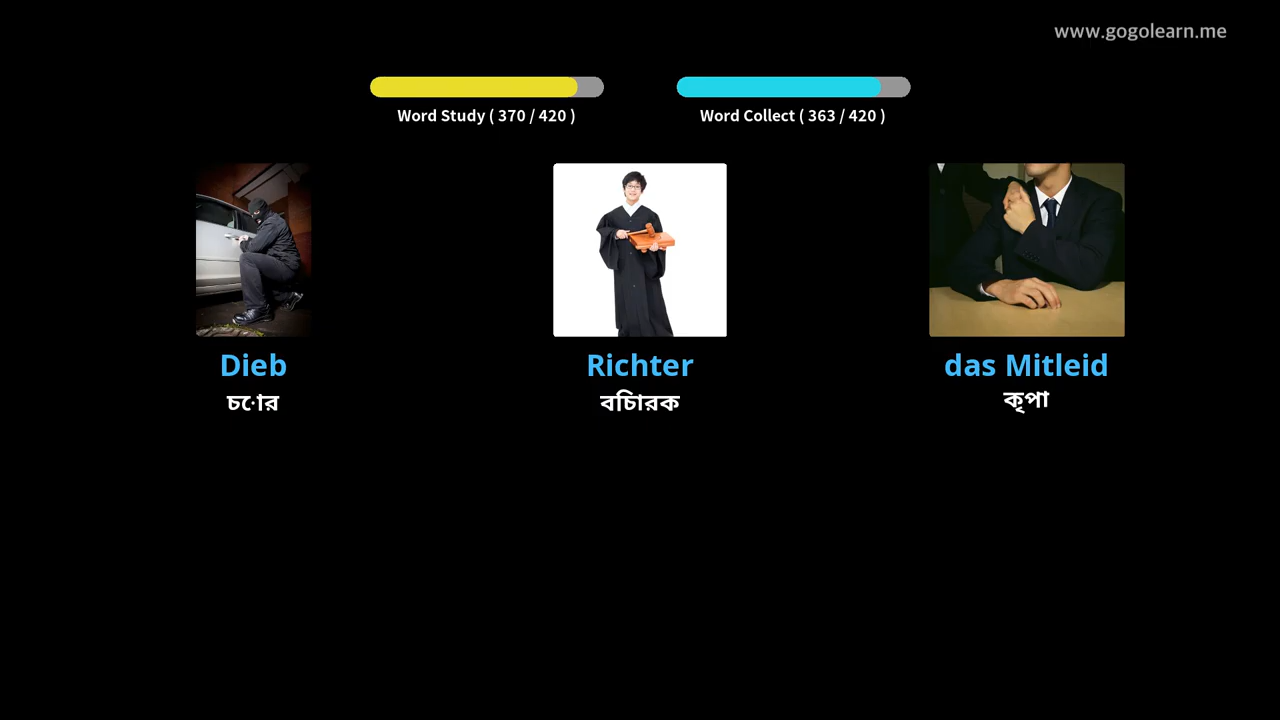 www.gogolearn.me
Word Study ( 370 / 420 )
Word Collect ( 363 / 420 )
Dieb
Richter
das Mitleid
চোর
বিচারক
কৃপা